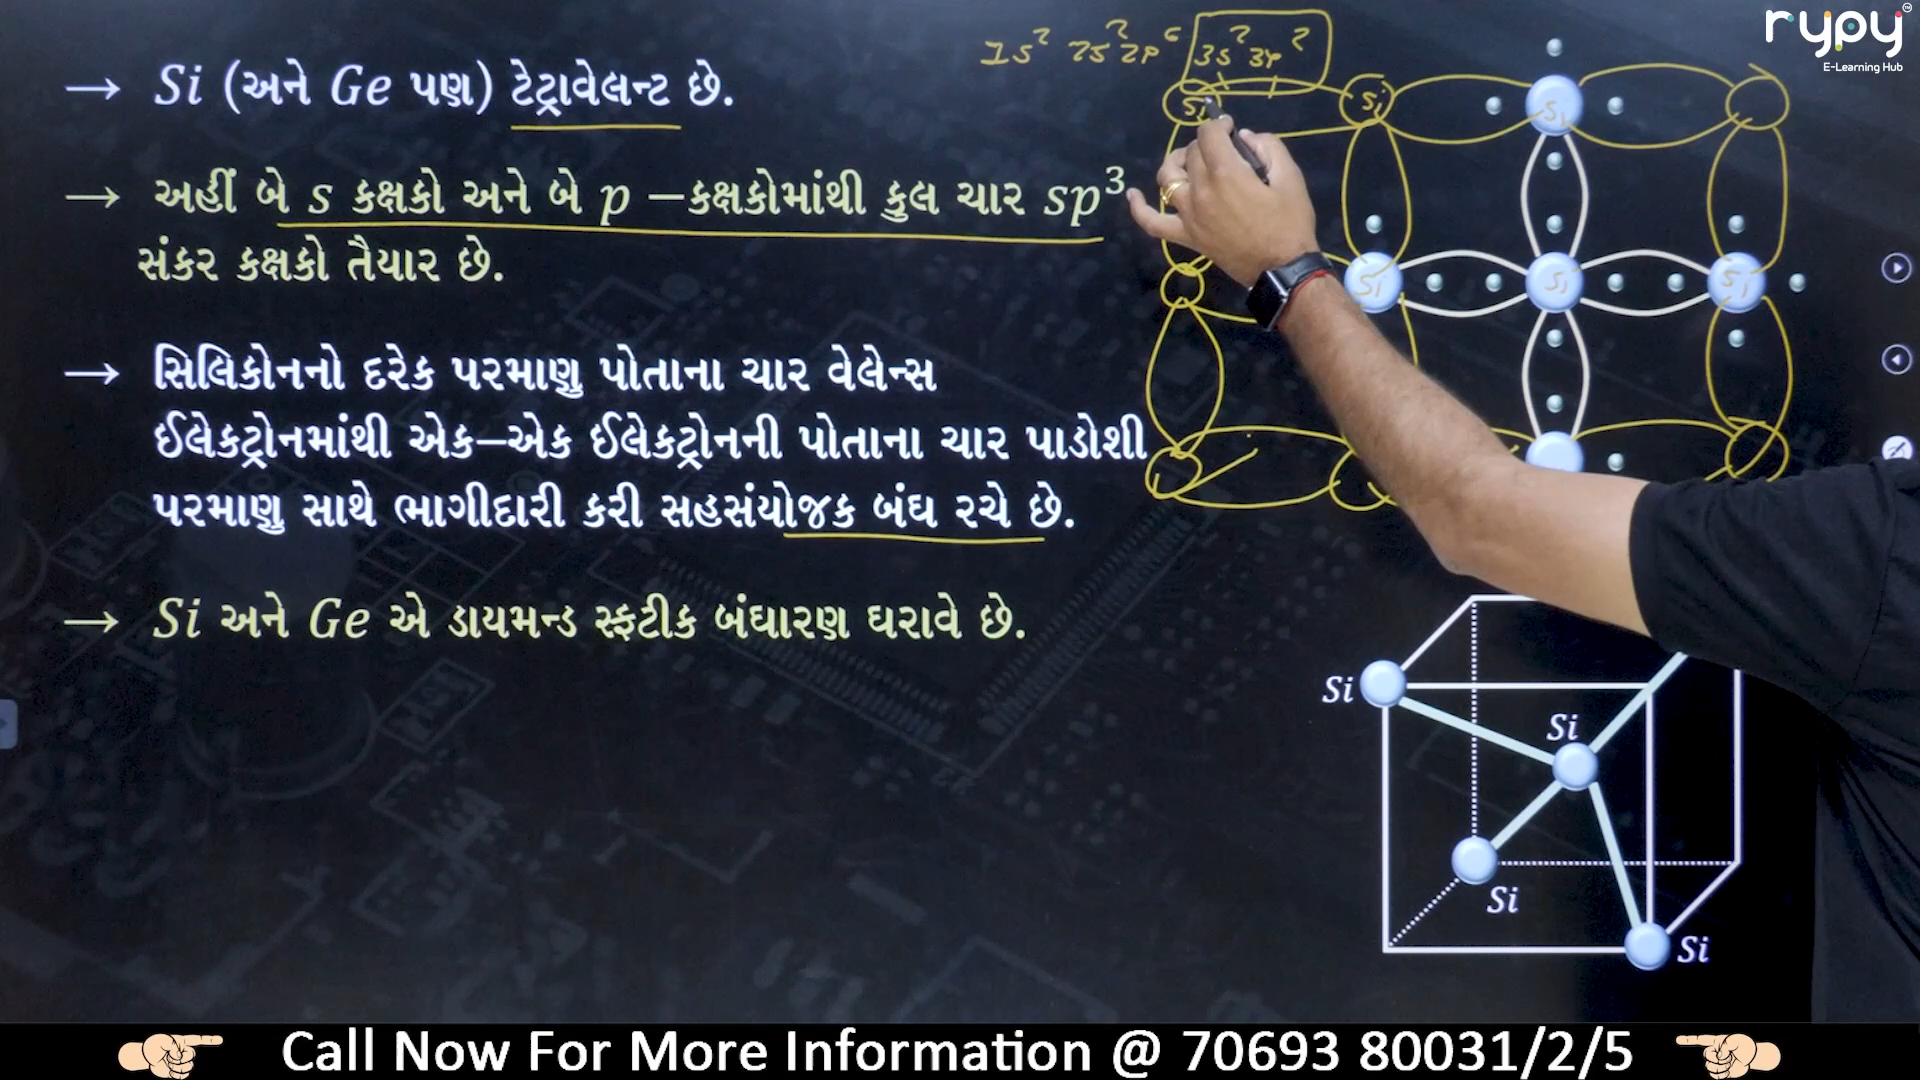 rypy
E-Learning Hub
1s² 2s² 2p⁶ 3s² 3p²
→ Si (અને Ge પણ) ટેટ્રાવેલન્ટ છે.
→ અહીં બે s કક્ષકો અને બે p –કક્ષકોમાંથી કુલ ચાર sp³
સંકર કક્ષકો તૈયાર છે.
→ સિલિકોનનો દરેક પરમાણુ પોતાના ચાર વેલેન્સ
ઈલેકટ્રોનમાંથી એક–એક ઈલેકટ્રોનની પોતાના ચાર પાડોશી
પરમાણુ સાથે ભાગીદારી કરી સહસંયોજક બંધ રચે છે.
→ Si અને Ge એ ડાયમન્ડ સ્ફટીક બંધારણ ધરાવે છે.
Si Si Si
Si Si Si
Si
Si
Si
Si
Call Now For More Information @ 70693 80031/2/5